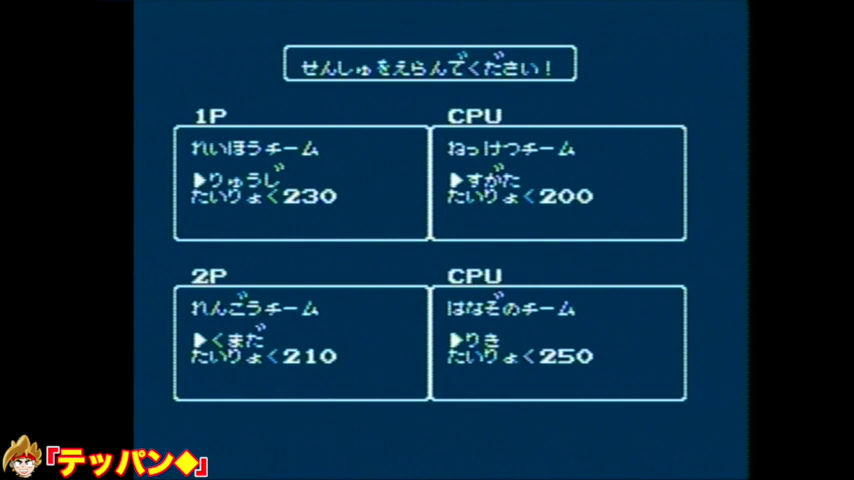 せんしゅをえらんでください！
1P
れいほうチーム
▶りゅうじ
たいりょく230
CPU
ねっけつチーム
▶すがた
たいりょく200
2P
れんごうチーム
▶くまだ
たいりょく210
CPU
はなぞのチーム
▶りき
たいりょく250
『テッパン◆』